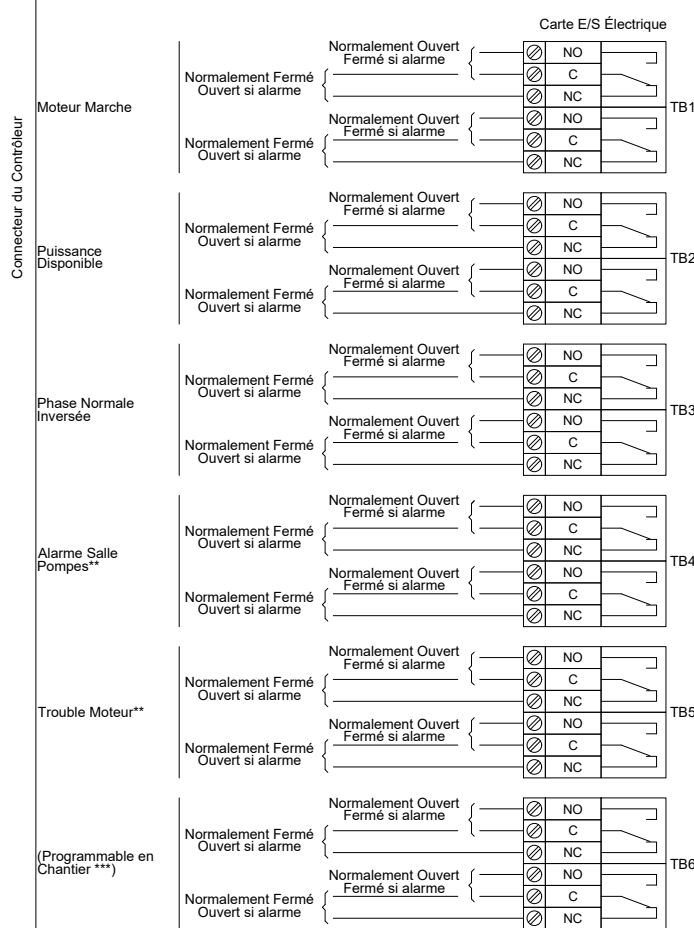 Carte E/S Électrique
Connecteur du Contrôleur
Moteur Marche
Normalement Ouvert
Fermé si alarme
Normalement Fermé
Ouvert si alarme
Normalement Ouvert
Fermé si alarme
Normalement Fermé
Ouvert si alarme
NO
C
NC
NO
C
NC
TB1
Puissance
Disponible
Normalement Ouvert
Fermé si alarme
Normalement Fermé
Ouvert si alarme
Normalement Ouvert
Fermé si alarme
Normalement Fermé
Ouvert si alarme
NO
C
NC
NO
C
NC
TB2
Phase Normale
Inversée
Normalement Ouvert
Fermé si alarme
Normalement Fermé
Ouvert si alarme
Normalement Ouvert
Fermé si alarme
Normalement Fermé
Ouvert si alarme
NO
C
NC
NO
C
NC
TB3
Alarme Salle
Pompes**
Normalement Ouvert
Fermé si alarme
Normalement Fermé
Ouvert si alarme
Normalement Ouvert
Fermé si alarme
Normalement Fermé
Ouvert si alarme
NO
C
NC
NO
C
NC
TB4
Trouble Moteur**
Normalement Ouvert
Fermé si alarme
Normalement Fermé
Ouvert si alarme
Normalement Ouvert
Fermé si alarme
Normalement Fermé
Ouvert si alarme
NO
C
NC
NO
C
NC
TB5
(Programmable en
Chantier ***)
Normalement Ouvert
Fermé si alarme
Normalement Fermé
Ouvert si alarme
Normalement Ouvert
Fermé si alarme
Normalement Fermé
Ouvert si alarme
NO
C
NC
NO
C
NC
TB6